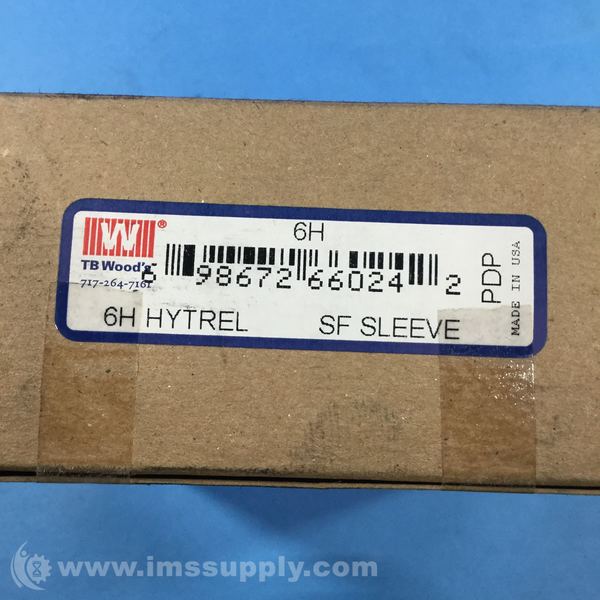 6H
W®
TB Wood's
717-264-7161
6 98672 66024 2
6H HYTREL SF SLEEVE
PDP
MADE IN USA
www.imssupply.com